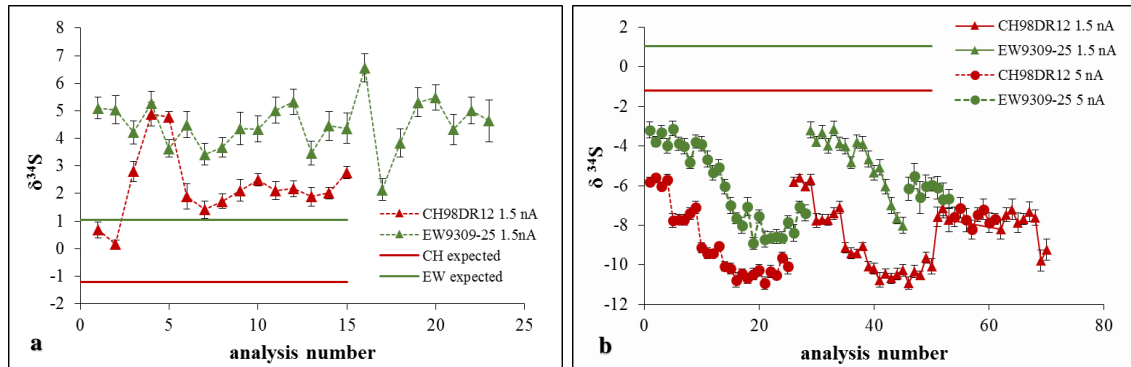 8
7
6
5
4
3
2
1
0
-1
-2
δ³⁴S
0
5
10
15
20
25
analysis number
a
CH98DR12 1.5 nA
EW9309-25 1.5nA
CH expected
EW expected
2
0
-2
-4
-6
-8
-10
-12
δ ³⁴S
0
20
40
60
80
analysis number
b
CH98DR12 1.5 nA
EW9309-25 1.5 nA
CH98DR12 5 nA
EW9309-25 5 nA